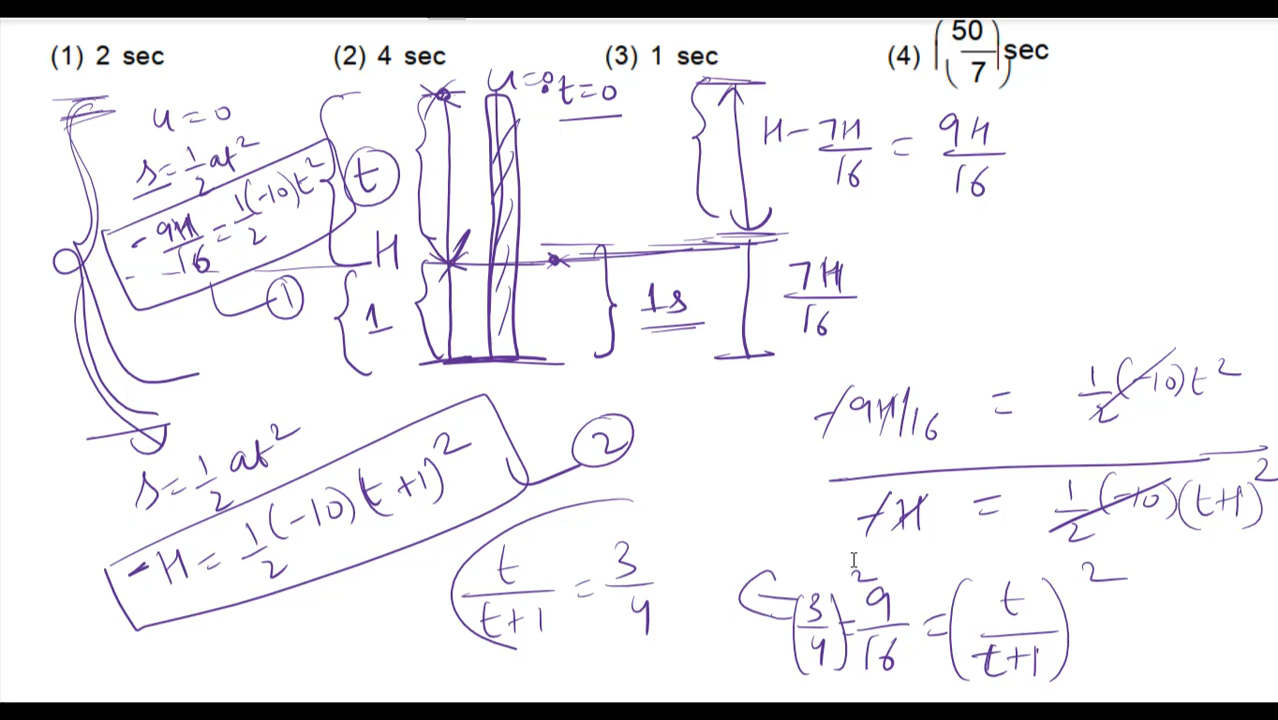 (1) 2 sec (2) 4 sec (3) 1 sec (4) (50/7) sec
u = 0
s = 1/2 at²
- 9H/16 = 1/2 (-10) t²
①
t
H
1
u = 0 t = 0
1s
H - 7H/16 = 9H/16
7H/16
s = 1/2 at²
- H = 1/2 (-10) (t+1)²
②
-9H/16 = 1/2 (-10) t²
-H = 1/2 (-10) (t+1)²
(3/4)² = 9/16 = (t/t+1)²
t/t+1 = 3/4